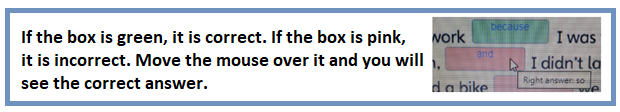 If the box is green, it is correct. If the box is pink,
it is incorrect. Move the mouse over it and you will
see the correct answer.
work because I was
, and I didn't la
Right answer: so
d a bike we